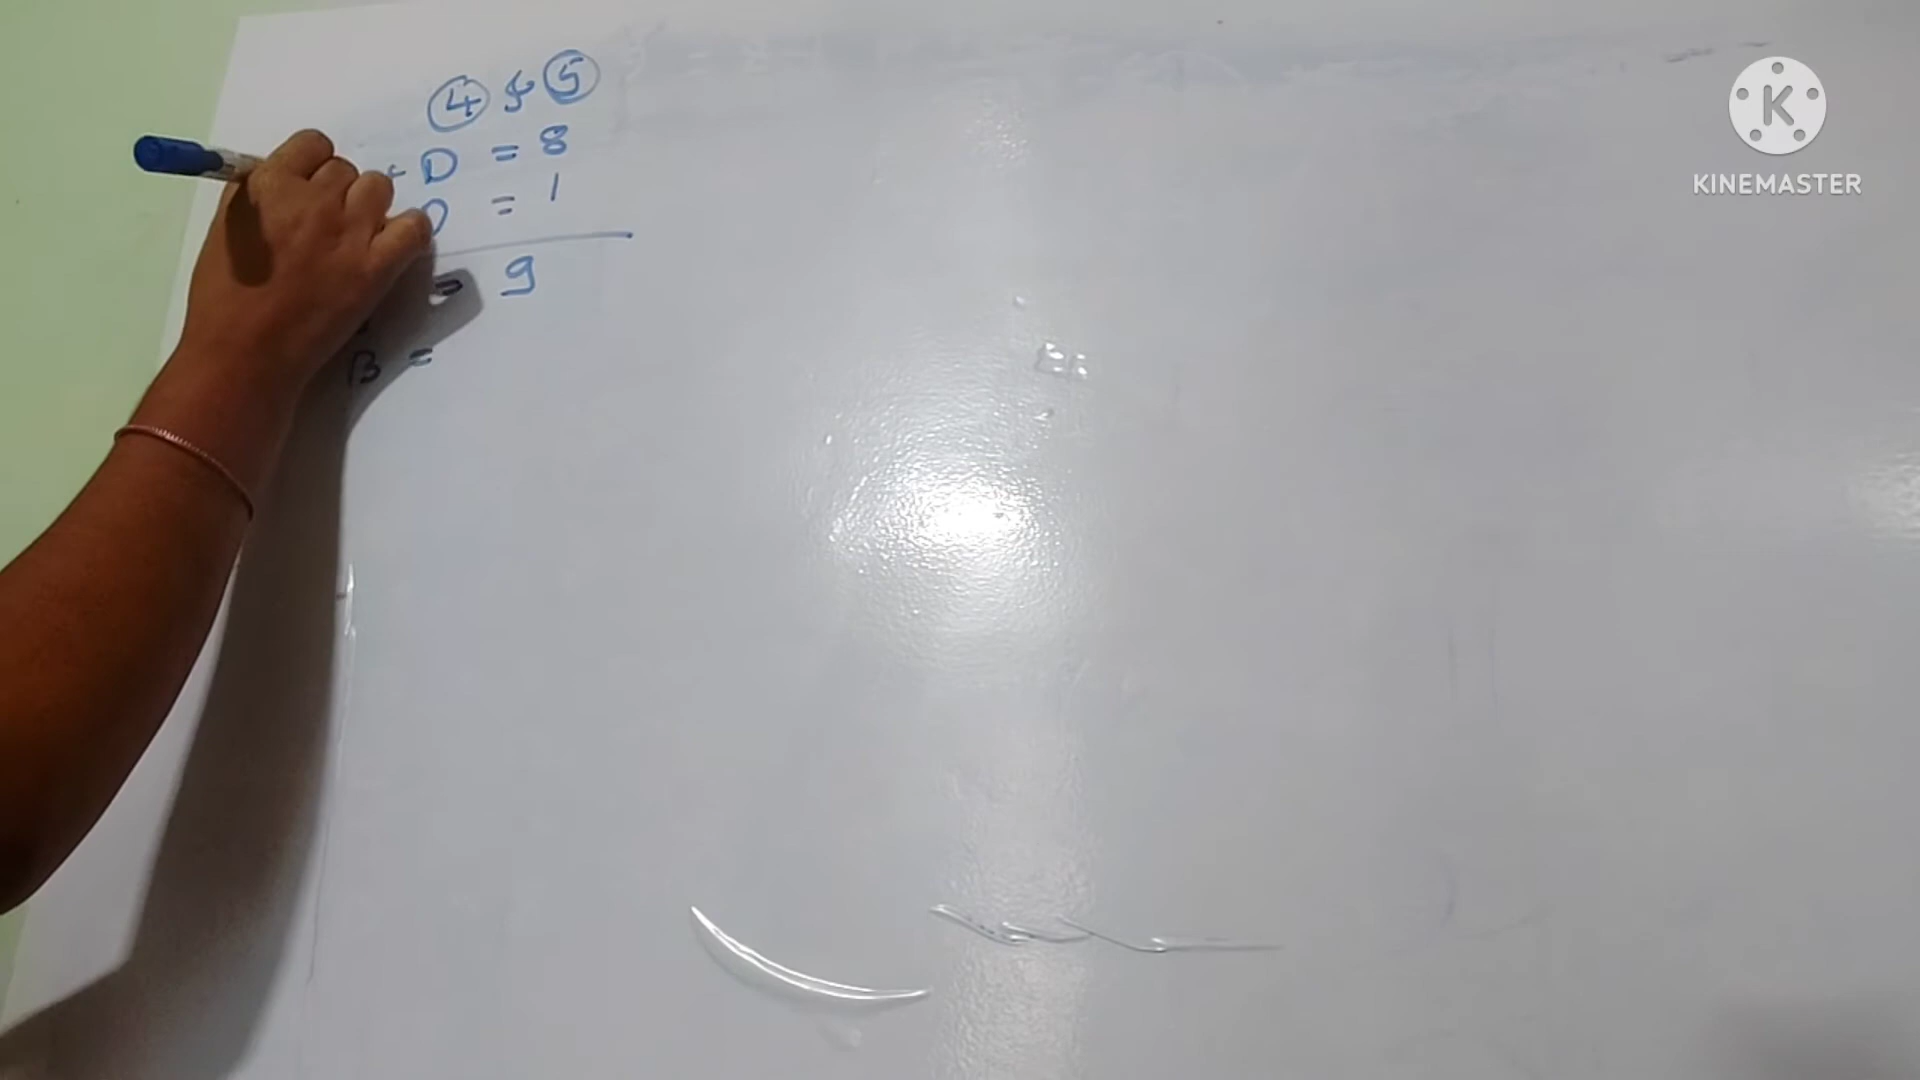 4 & 5
+ D = 8
D = 1
= 9
B =
K
KINEMASTER